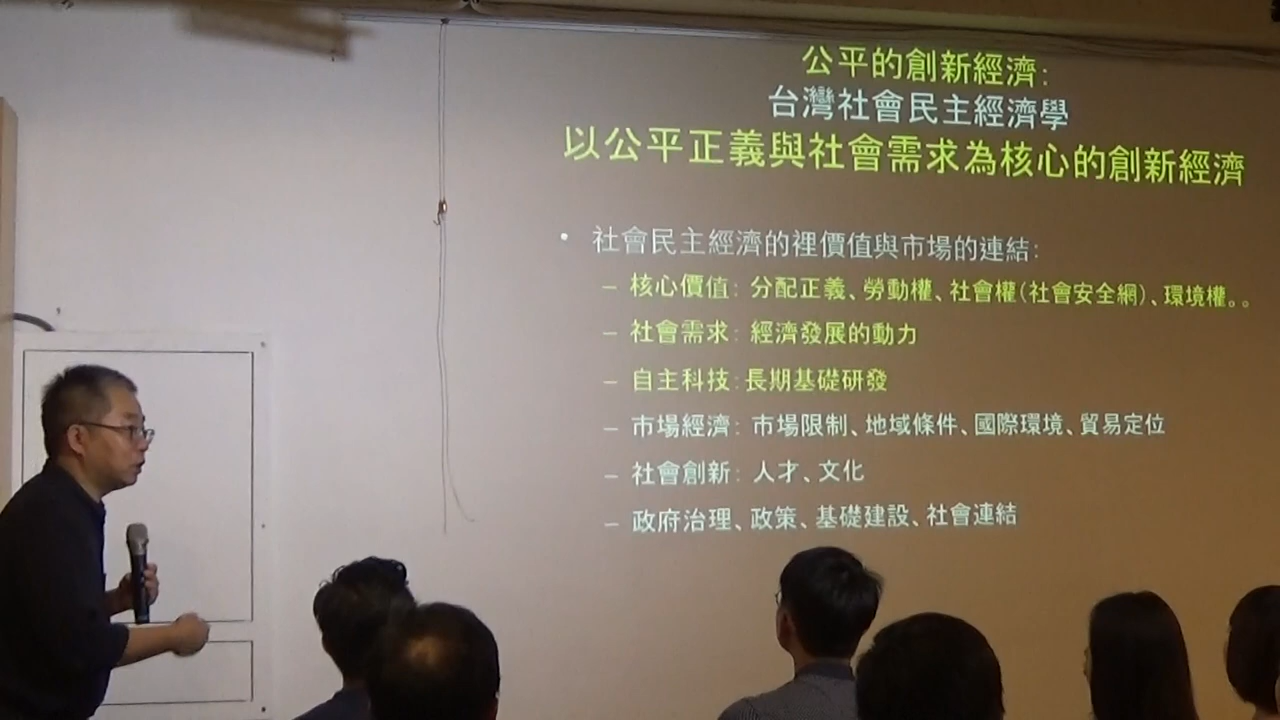 公平的創新經濟:
台灣社會民主經濟學
以公平正義與社會需求為核心的創新經濟
• 社會民主經濟的裡價值與市場的連結:
– 核心價值: 分配正義、勞動權、社會權(社會安全網)、環境權。。
– 社會需求: 經濟發展的動力
– 自主科技:長期基礎研發
– 市場經濟: 市場限制、地域條件、國際環境、貿易定位
– 社會創新: 人才、文化
– 政府治理、政策、基礎建設、社會連結